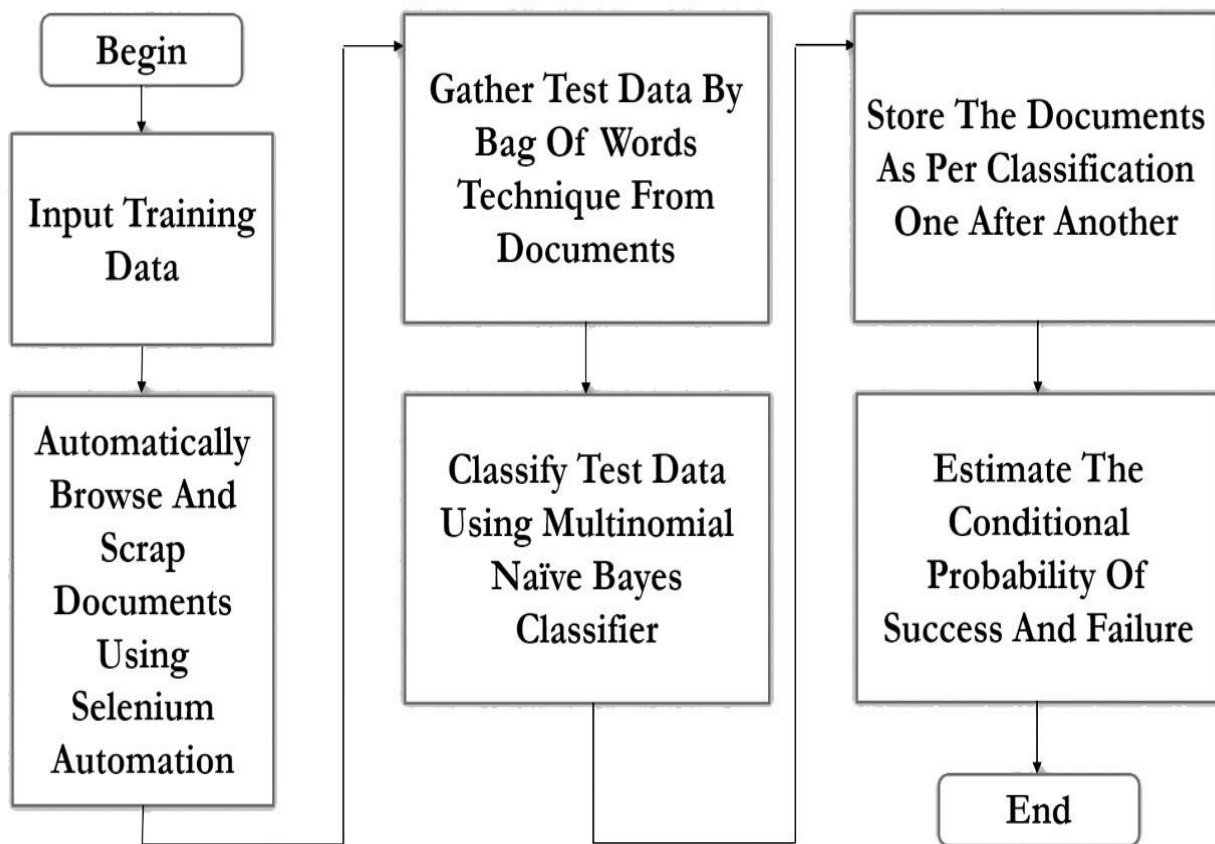 Begin
Input Training
Data
Automatically
Browse And
Scrap
Documents
Using
Selenium
Automation
Gather Test Data By
Bag Of Words
Technique From
Documents
Classify Test Data
Using Multinomial
Naïve Bayes
Classifier
Store The Documents
As Per Classification
One After Another
Estimate The
Conditional
Probability Of
Success And Failure
End